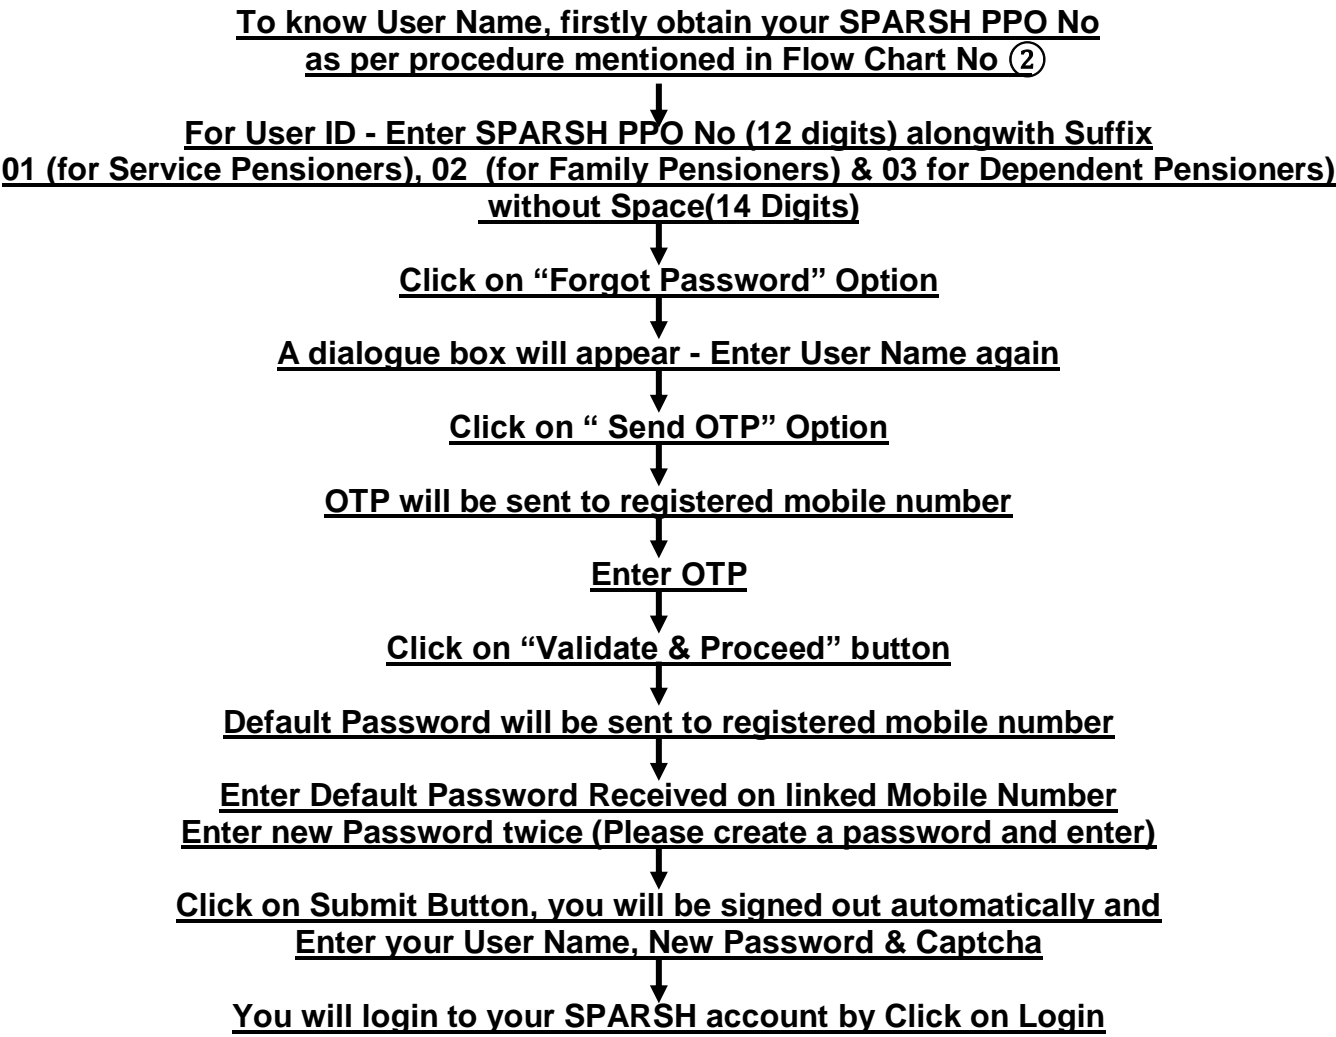 To know User Name, firstly obtain your SPARSH PPO No
as per procedure mentioned in Flow Chart No ②
For User ID - Enter SPARSH PPO No (12 digits) alongwith Suffix
01 (for Service Pensioners), 02  (for Family Pensioners) & 03 for Dependent Pensioners)
without Space(14 Digits)
Click on “Forgot Password” Option
A dialogue box will appear - Enter User Name again
Click on “ Send OTP” Option
OTP will be sent to registered mobile number
Enter OTP
Click on “Validate & Proceed” button
Default Password will be sent to registered mobile number
Enter Default Password Received on linked Mobile Number
Enter new Password twice (Please create a password and enter)
Click on Submit Button, you will be signed out automatically and
Enter your User Name, New Password & Captcha
You will login to your SPARSH account by Click on Login